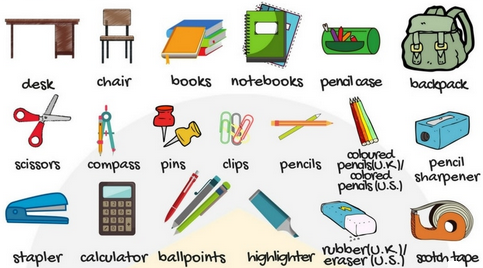 desk chair books notebooks pencil case backpack
scissors compass pins clips pencils coloured pencils(U.K.)/ colored pencils (U.S.) pencil sharpener
stapler calculator ballpoints highlighter rubber(U.K.)/ eraser (U.S.) scotch tape